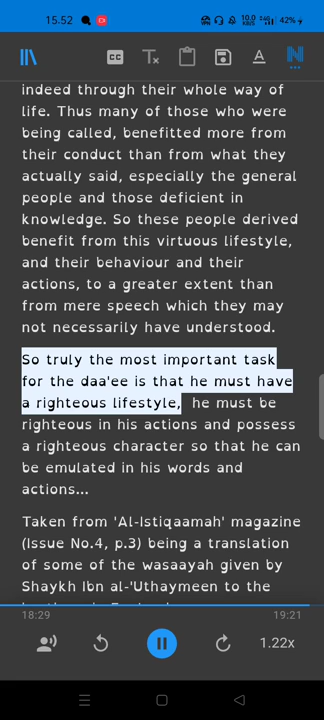 15.52
10.0
KB/S
42%
CC
T
A
N
indeed through their whole way of
life. Thus many of those who were
being called, benefitted more from
their conduct than from what they
actually said, especially the general
people and those deficient in
knowledge. So these people derived
benefit from this virtuous lifestyle,
and their behaviour and their
actions, to a greater extent than
from mere speech which they may
not necessarily have understood.
So truly the most important task
for the daa'ee is that he must have
a righteous lifestyle, he must be
righteous in his actions and possess
a righteous character so that he can
be emulated in his words and
actions...
Taken from 'Al-Istiqaamah' magazine
(Issue No.4, p.3) being a translation
of some of the wasaayah given by
Shaykh Ibn al-'Uthaymeen to the
18:29
19:21
1.22x